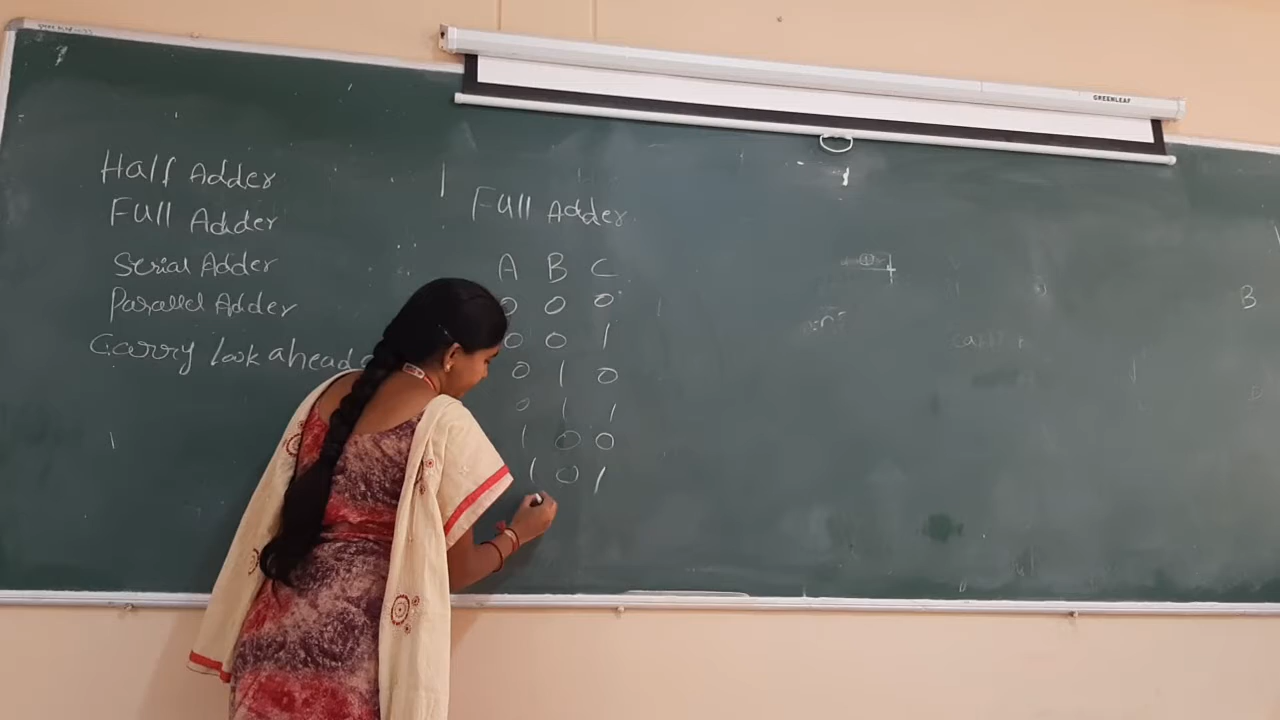 GREENLEAF
Half Adder
Full Adder
Serial Adder
Parallel Adder
Carry look ahead
Full Adder
A B C
0 0 0
0 0 1
0 1 0
0 1 1
1 0 0
1 0 1
B